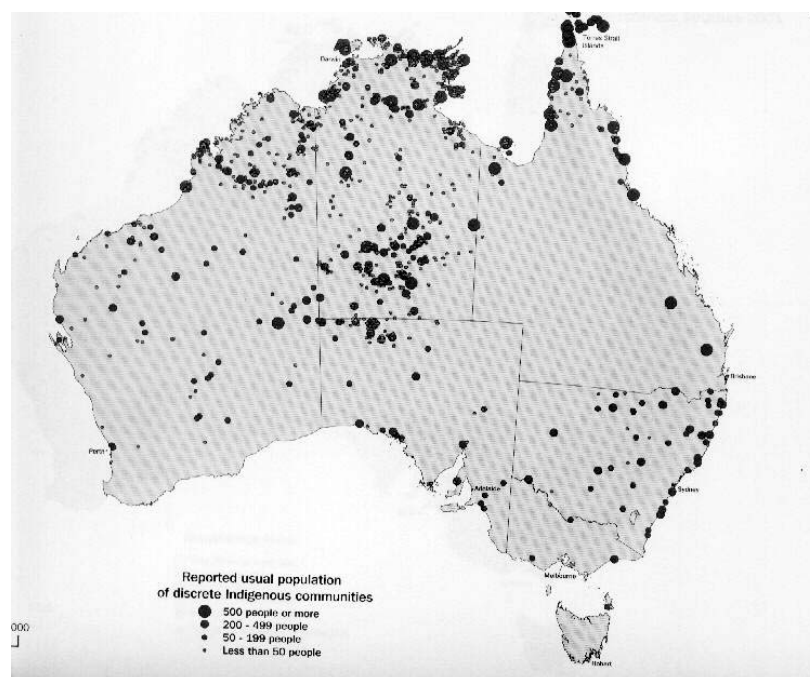 Torres Strait
Islands
Darwin
Brisbane
Perth
Adelaide
Sydney
Melbourne
Hobart
Reported usual population
of discrete Indigenous communities
500 people or more
200 - 499 people
50 - 199 people
Less than 50 people
000